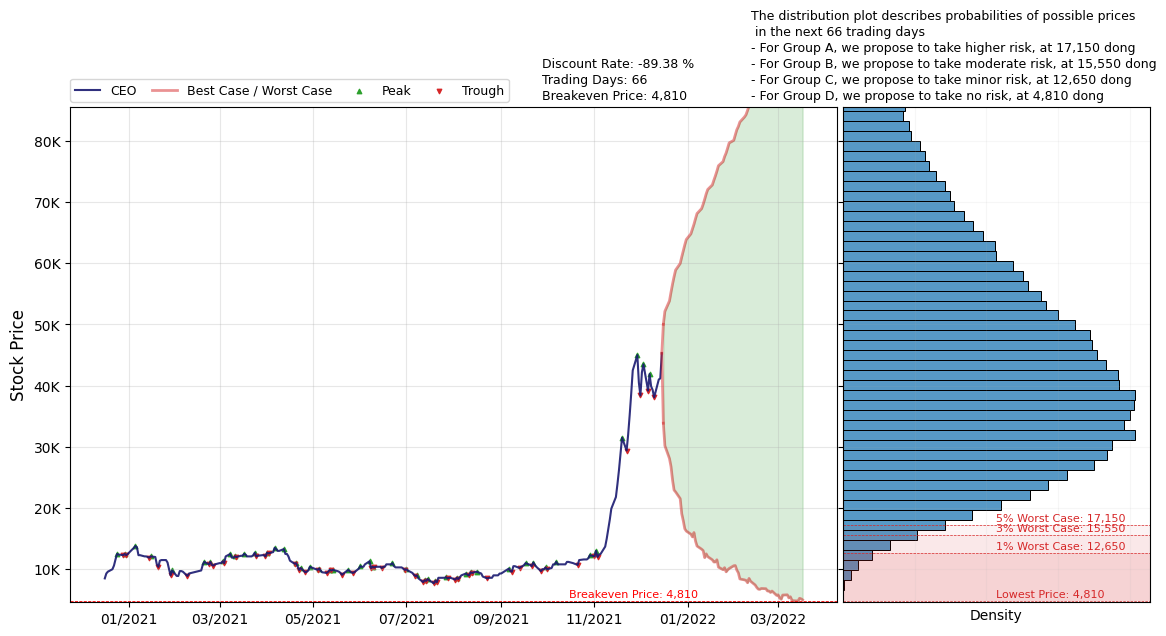 The distribution plot describes probabilities of possible prices
in the next 66 trading days
- For Group A, we propose to take higher risk, at 17,150 dong
- For Group B, we propose to take moderate risk, at 15,550 dong
- For Group C, we propose to take minor risk, at 12,650 dong
- For Group D, we propose to take no risk, at 4,810 dong
Discount Rate: -89.38 %
Trading Days: 66
Breakeven Price: 4,810
CEO
Best Case / Worst Case
Peak
Trough
Stock Price
80K
70K
60K
50K
40K
30K
20K
10K
Breakeven Price: 4,810
01/2021
03/2021
05/2021
07/2021
09/2021
11/2021
01/2022
03/2022
5% Worst Case: 17,150
3% Worst Case: 15,550
1% Worst Case: 12,650
Lowest Price: 4,810
Density